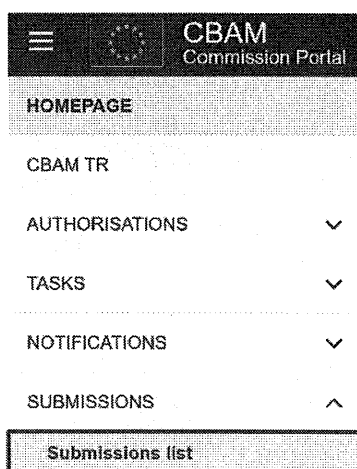 CBAM
Commission Portal
HOMEPAGE
CBAM TR
AUTHORISATIONS
TASKS
NOTIFICATIONS
SUBMISSIONS
Submissions list